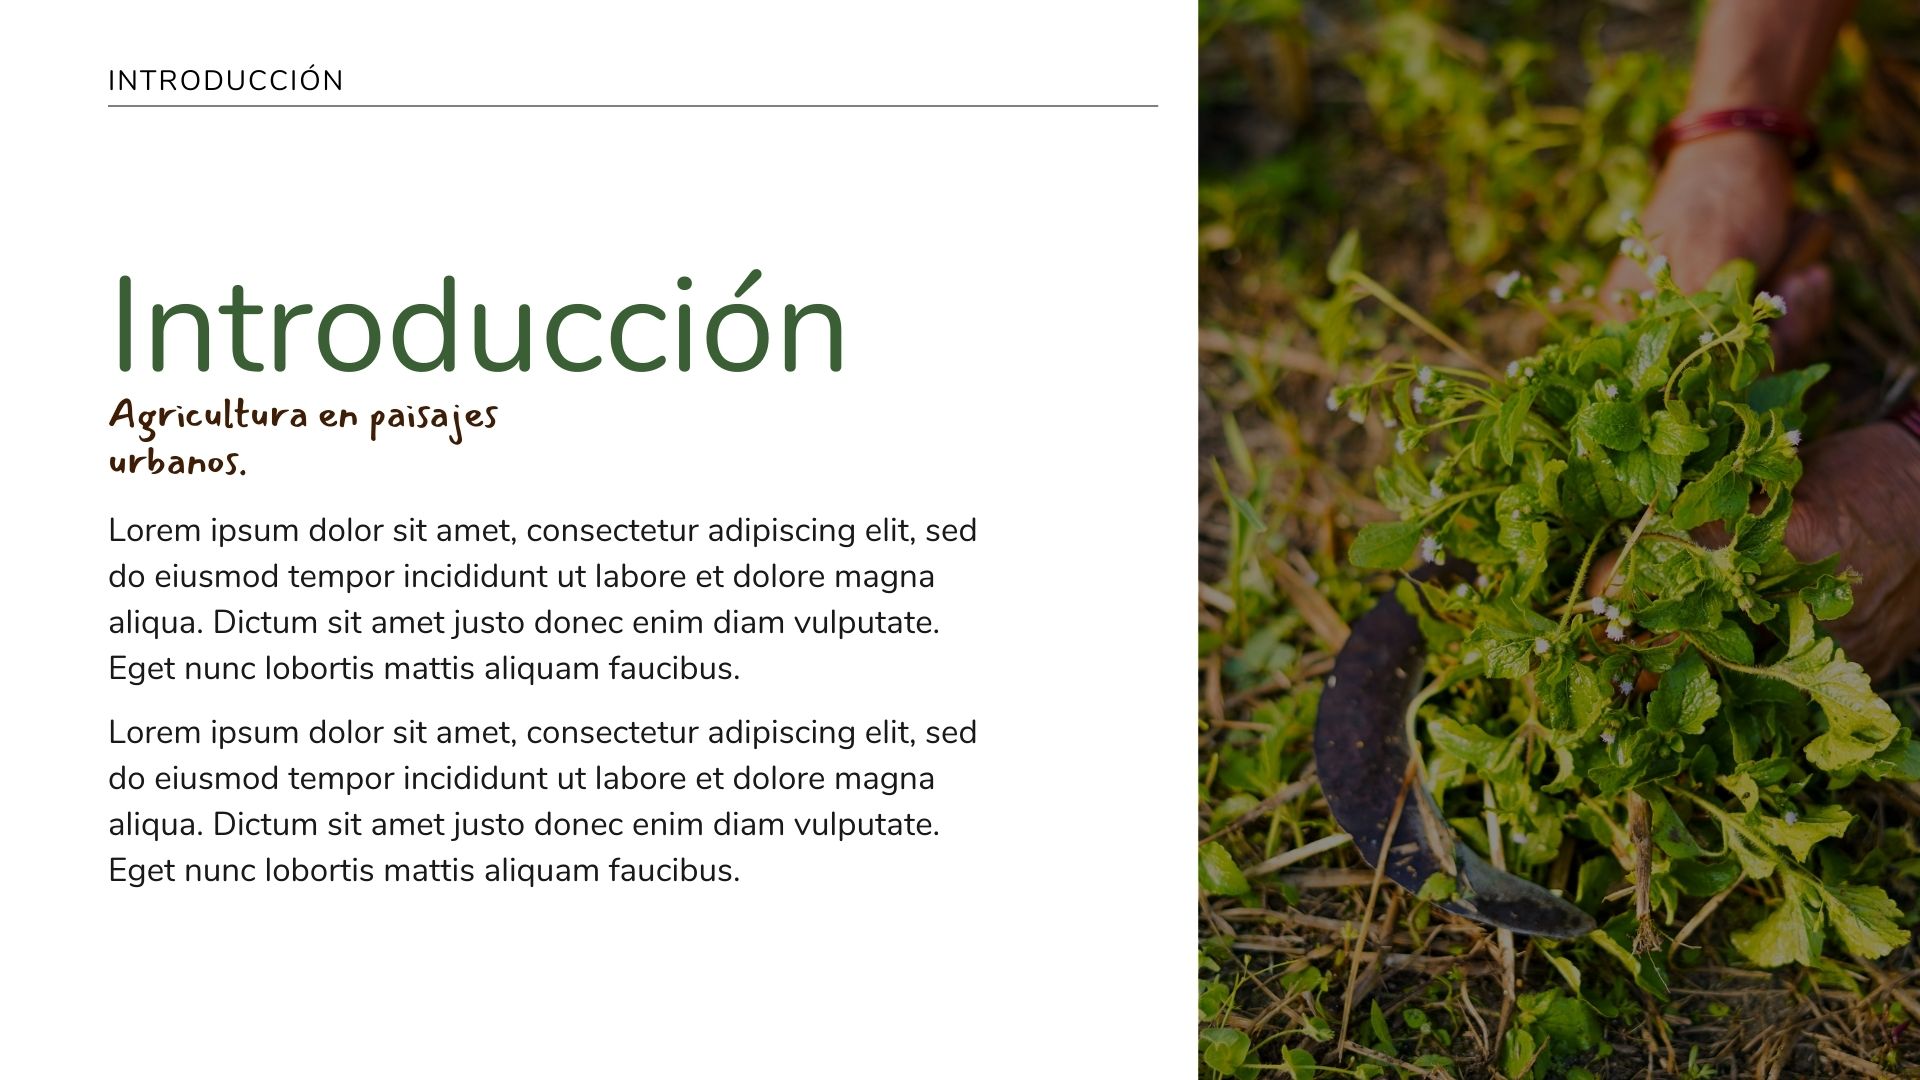 INTRODUCCIÓN
Introducción
Agricultura en paisajes
urbanos.
Lorem ipsum dolor sit amet, consectetur adipiscing elit, sed
do eiusmod tempor incididunt ut labore et dolore magna
aliqua. Dictum sit amet justo donec enim diam vulputate.
Eget nunc lobortis mattis aliquam faucibus.
Lorem ipsum dolor sit amet, consectetur adipiscing elit, sed
do eiusmod tempor incididunt ut labore et dolore magna
aliqua. Dictum sit amet justo donec enim diam vulputate.
Eget nunc lobortis mattis aliquam faucibus.